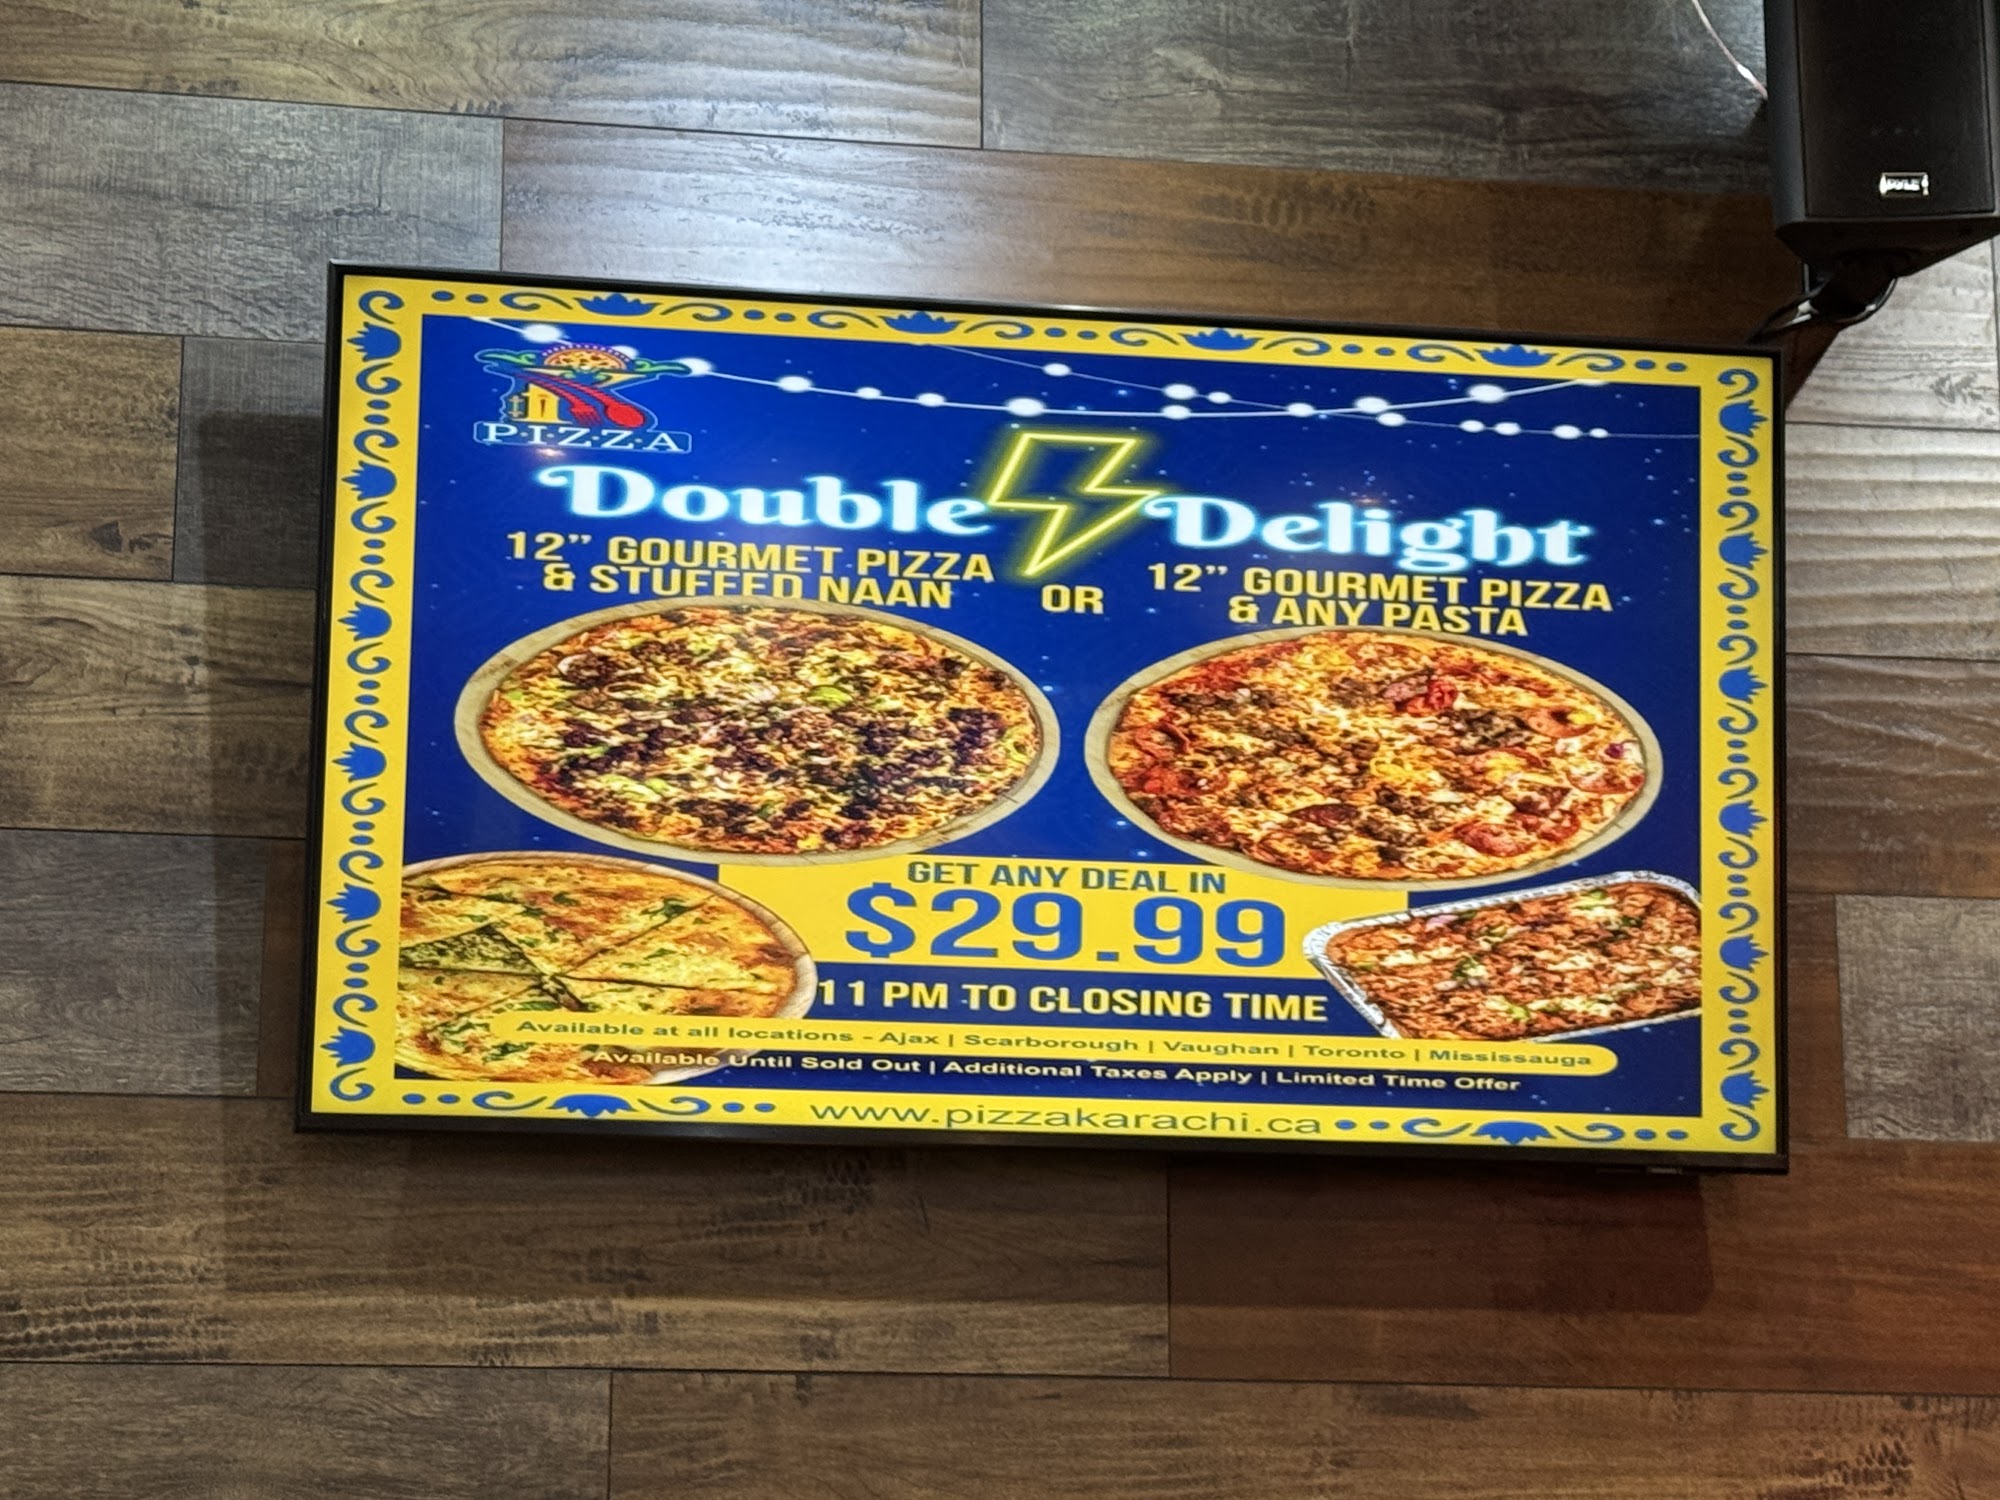 PYLE
P·I·Z·Z·A
Double Delight
12” GOURMET PIZZA
& STUFFED NAAN
OR
12” GOURMET PIZZA
& ANY PASTA
GET ANY DEAL IN
$29.99
11 PM TO CLOSING TIME
Available at all locations - Ajax | Scarborough | Vaughan | Toronto | Mississauga
Available Until Sold Out | Additional Taxes Apply | Limited Time Offer
www.pizzakarachi.ca